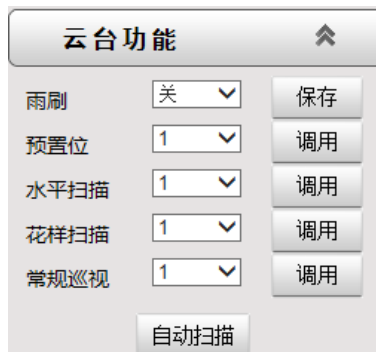 云台功能
雨刷 关 保存
预置位 1 调用
水平扫描 1 调用
花样扫描 1 调用
常规巡视 1 调用
自动扫描